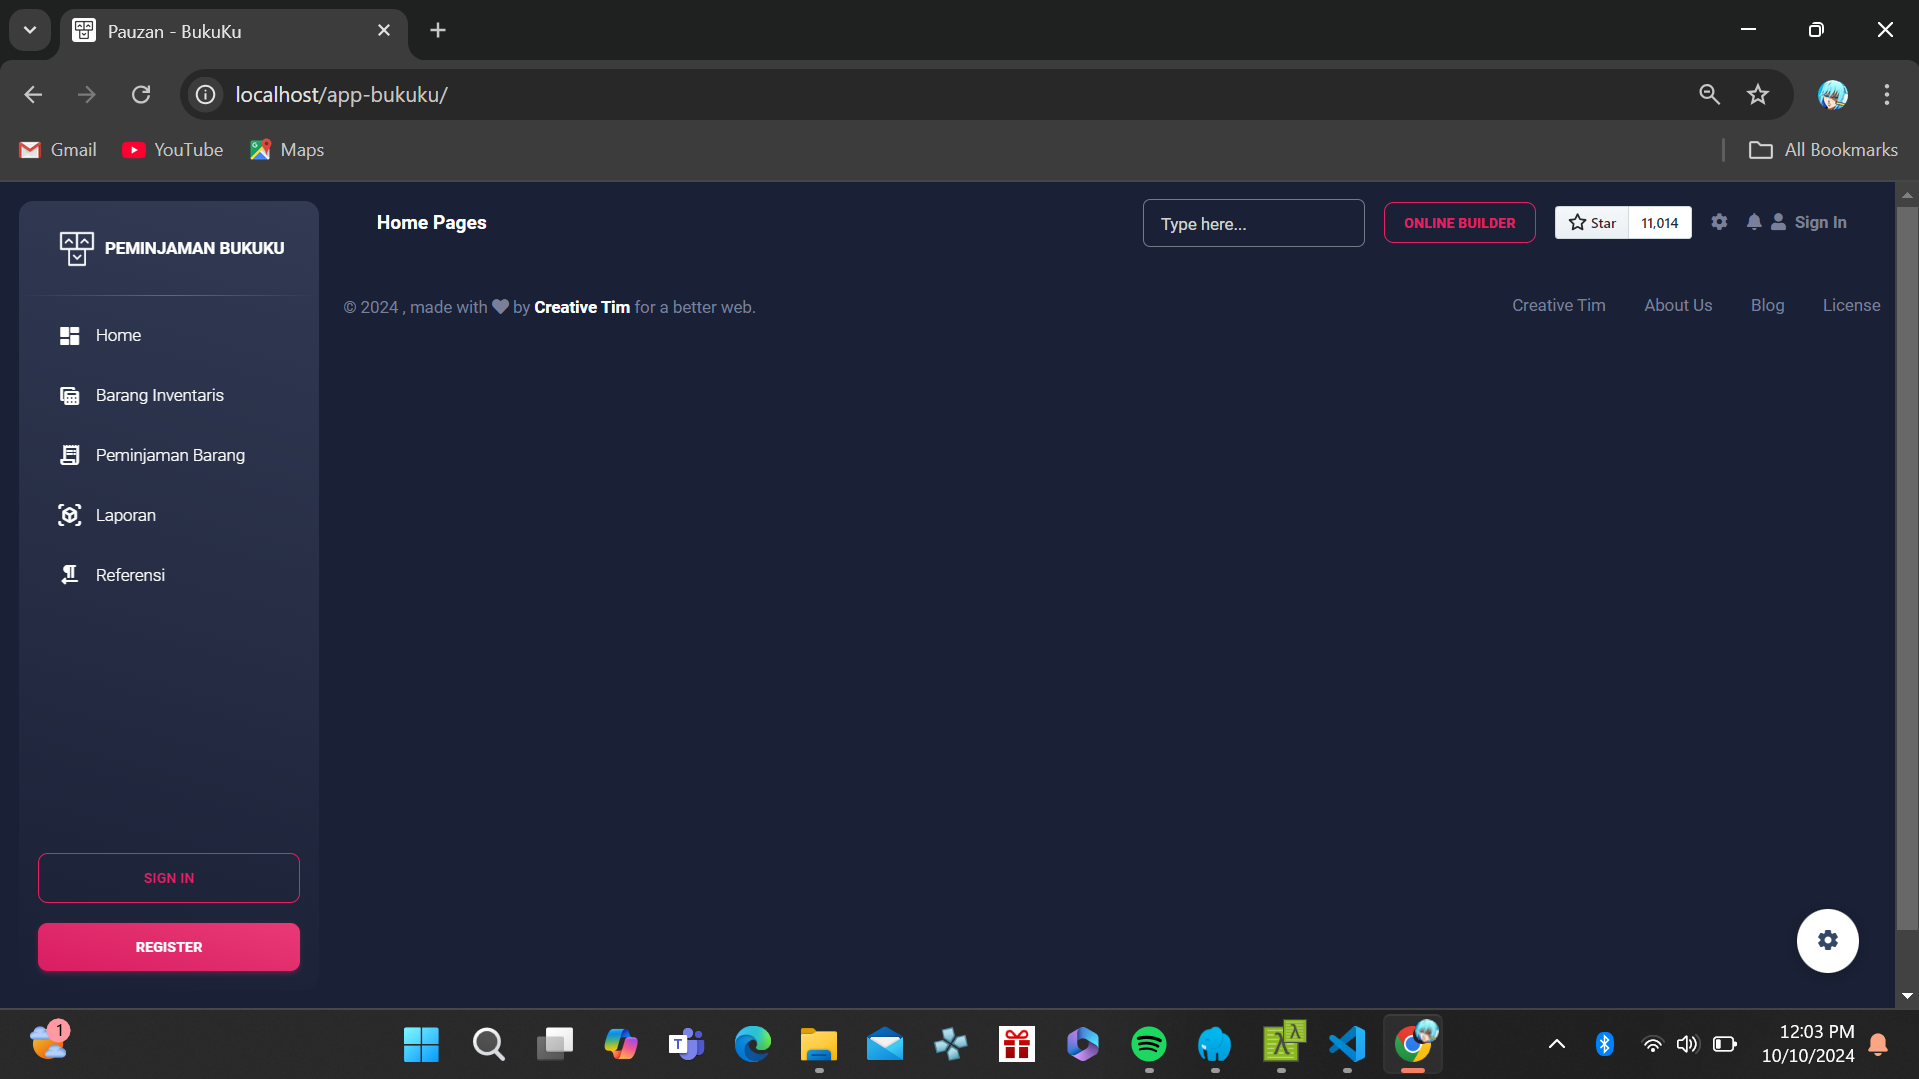 Pauzan - BukuKu
localhost/app-bukuku/
Gmail
YouTube
Maps
All Bookmarks
PEMINJAMAN BUKUKU
Home
Barang Inventaris
Peminjaman Barang
Laporan
Referensi
SIGN IN
REGISTER
Home Pages
Type here...
ONLINE BUILDER
Star
11,014
Sign In
© 2024 , made with ❤ by Creative Tim for a better web.
Creative Tim
About Us
Blog
License
1
T
λ
λ
12:03 PM
10/10/2024